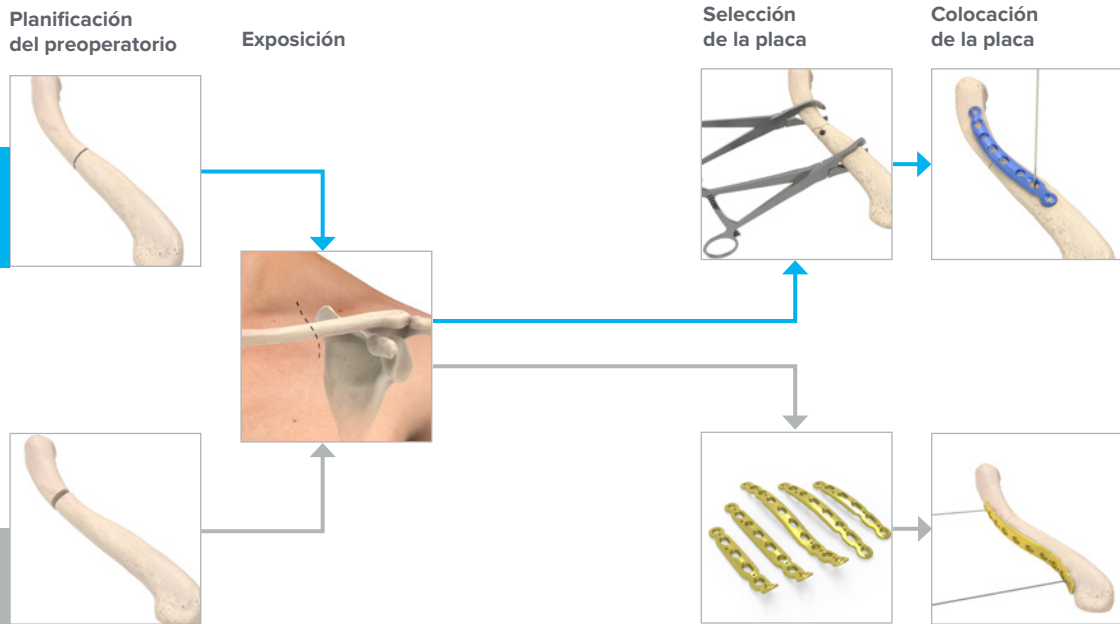 Planificación
del preoperatorio
Exposición
Selección
de la placa
Colocación
de la placa